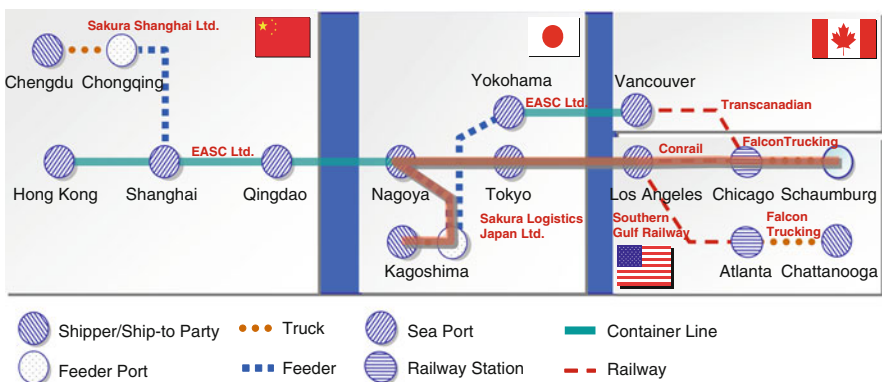 Sakura Shanghai Ltd.
Chengdu
Chongqing
Yokohama
Vancouver
EASC Ltd.
Transcanadian
EASC Ltd.
Conrail
FalconTrucking
Hong Kong
Shanghai
Qingdao
Nagoya
Tokyo
Los Angeles
Chicago
Schaumburg
Sakura Logistics
Japan Ltd.
Southern
Gulf Railway
Falcon
Trucking
Kagoshima
Atlanta
Chattanooga
Shipper/Ship-to Party
Truck
Sea Port
Container Line
Feeder Port
Feeder
Railway Station
Railway